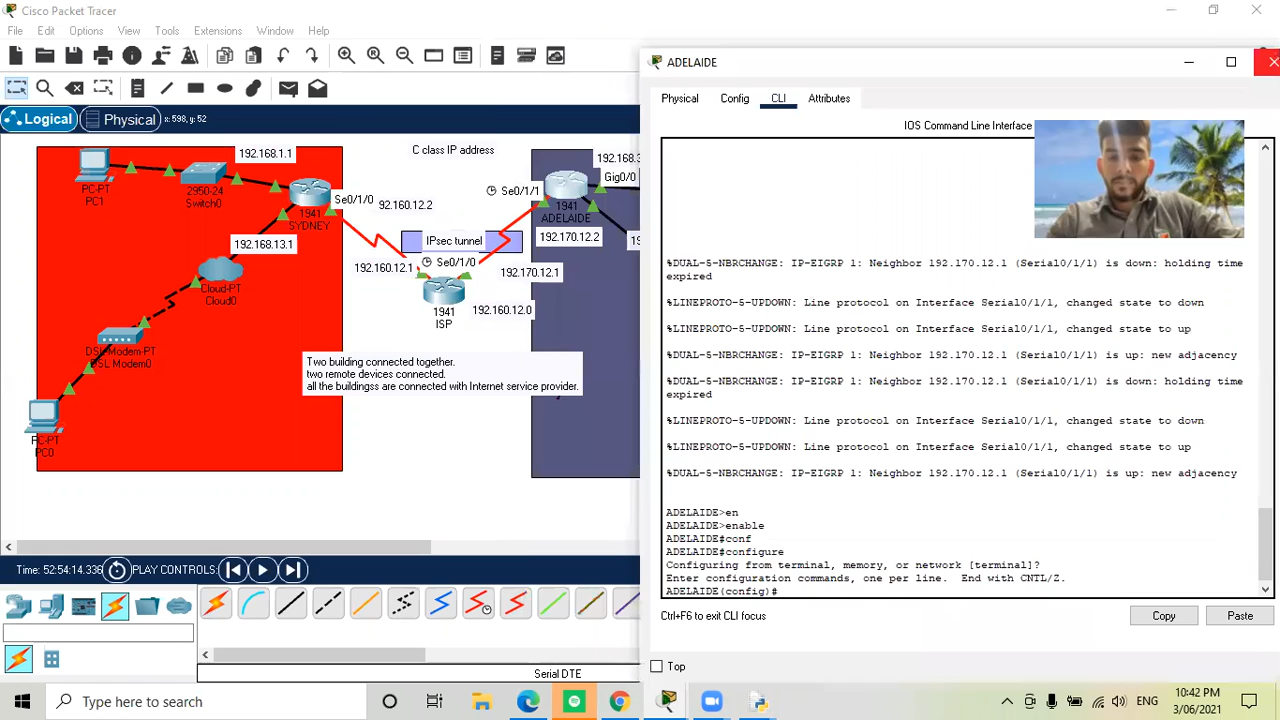 Cisco Packet Tracer
File Edit Options View Tools Extensions Window Help
Logical
Physical
x: 598, y: 52
192.168.1.1
PC-PT
PC1
2950-24
Switch0
1941
SYDNEY
Se0/1/0
92.160.12.2
192.168.13.1
Cloud-PT
Cloud0
DSL-Modem-PT
DSL Modem0
PC-PT
PC0
C class IP address
IPsec tunnel
Se0/1/0
192.160.12.1
192.170.12.1
1941
ISP
192.160.12.0
Se0/1/1
192.168.3
Gig0/0
1941
ADELAIDE
192.170.12.2
19
Two building connected together.
two remote devices connected.
all the buildingss are connected with Internet service provider.
Time: 52:54:14.336
PLAY CONTROLS:
Serial DTE
ADELAIDE
Physical Config CLI Attributes
IOS Command Line Interface
%DUAL-5-NBRCHANGE: IP-EIGRP 1: Neighbor 192.170.12.1 (Serial0/1/1) is down: holding time
expired
%LINEPROTO-5-UPDOWN: Line protocol on Interface Serial0/1/1, changed state to down
%LINEPROTO-5-UPDOWN: Line protocol on Interface Serial0/1/1, changed state to up
%DUAL-5-NBRCHANGE: IP-EIGRP 1: Neighbor 192.170.12.1 (Serial0/1/1) is up: new adjacency
%DUAL-5-NBRCHANGE: IP-EIGRP 1: Neighbor 192.170.12.1 (Serial0/1/1) is down: holding time
expired
%LINEPROTO-5-UPDOWN: Line protocol on Interface Serial0/1/1, changed state to down
%LINEPROTO-5-UPDOWN: Line protocol on Interface Serial0/1/1, changed state to up
%DUAL-5-NBRCHANGE: IP-EIGRP 1: Neighbor 192.170.12.1 (Serial0/1/1) is up: new adjacency
ADELAIDE>en
ADELAIDE>enable
ADELAIDE#conf
ADELAIDE#configure
Configuring from terminal, memory, or network [terminal]?
Enter configuration commands, one per line. End with CNTL/Z.
ADELAIDE(config)#
Ctrl+F6 to exit CLI focus
Copy
Paste
Top
Type here to search
ENG
10:42 PM
3/06/2021